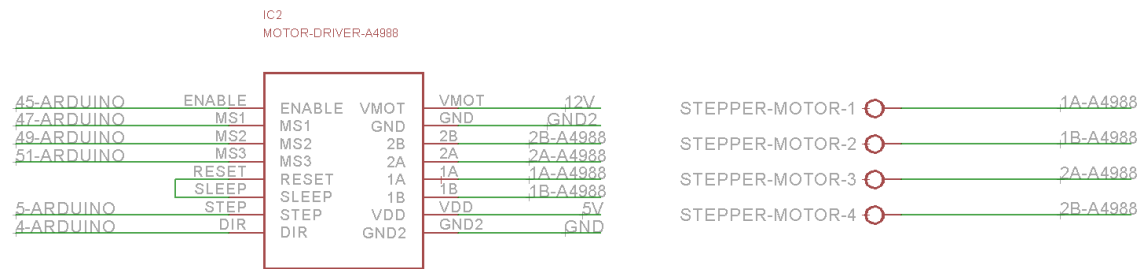 IC2
MOTOR-DRIVER-A4988
45-ARDUINO ENABLE ENABLE VMOT VMOT 12V
47-ARDUINO MS1 MS1 GND GND GND2
49-ARDUINO MS2 MS2 2B 2B 2B-A4988
51-ARDUINO MS3 MS3 2A 2A 2A-A4988
RESET RESET 1A 1A 1A-A4988
SLEEP SLEEP 1B 1B 1B-A4988
5-ARDUINO STEP STEP VDD VDD 5V
4-ARDUINO DIR DIR GND2 GND2 GND
STEPPER-MOTOR-1 1A-A4988
STEPPER-MOTOR-2 1B-A4988
STEPPER-MOTOR-3 2A-A4988
STEPPER-MOTOR-4 2B-A4988